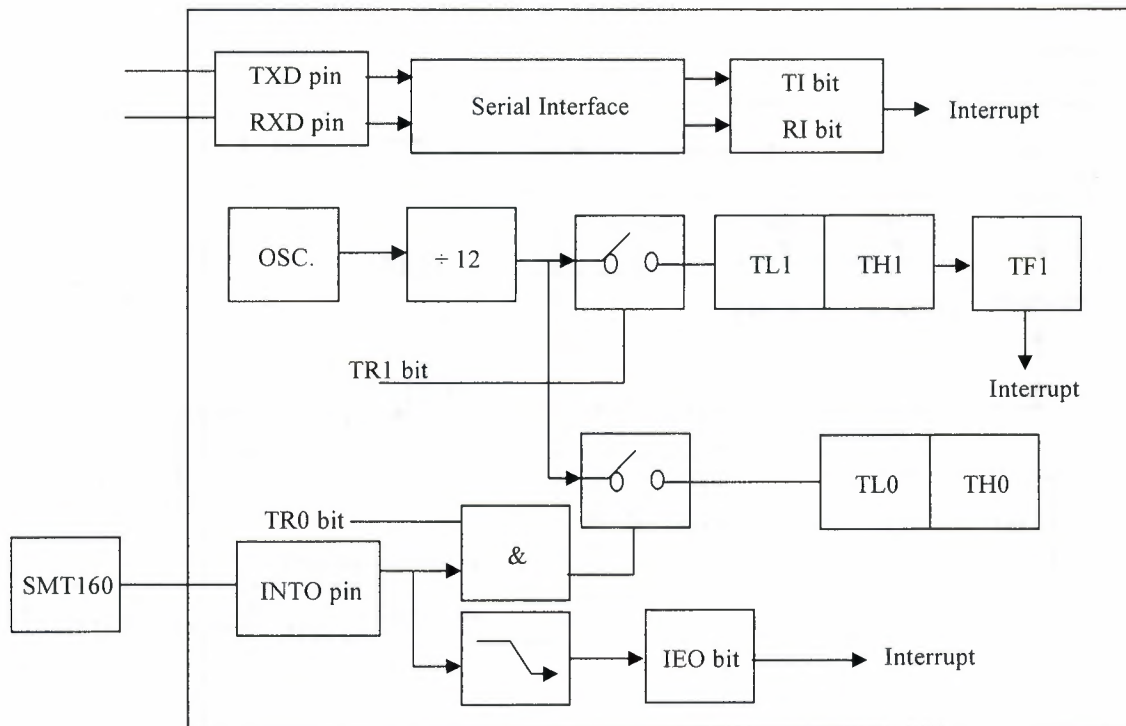 TXD pin
RXD pin
Serial Interface
TI bit
RI bit
Interrupt
OSC.
÷ 12
TL1
TH1
TF1
TR1 bit
Interrupt
TL0
TH0
TR0 bit
SMT160
INTO pin
&
IEO bit
Interrupt